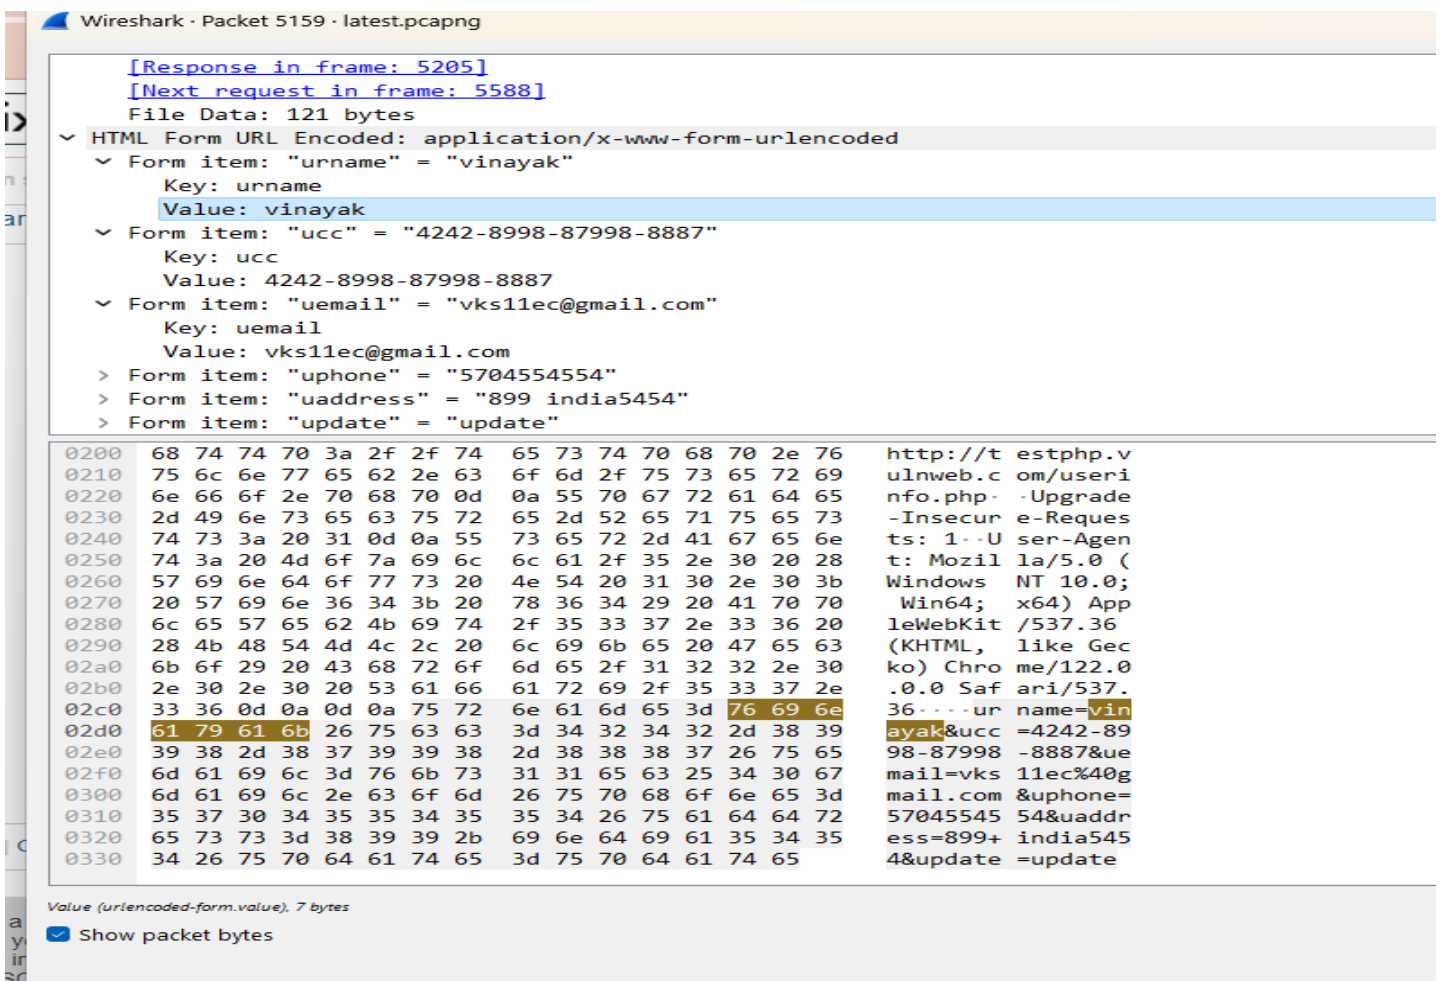 Wireshark · Packet 5159 · latest.pcapng
[Response in frame: 5205]
[Next request in frame: 5588]
File Data: 121 bytes
HTML Form URL Encoded: application/x-www-form-urlencoded
Form item: "urname" = "vinayak"
Key: urname
Value: vinayak
Form item: "ucc" = "4242-8998-87998-8887"
Key: ucc
Value: 4242-8998-87998-8887
Form item: "uemail" = "vks11ec@gmail.com"
Key: uemail
Value: vks11ec@gmail.com
Form item: "uphone" = "5704554554"
Form item: "uaddress" = "899 india5454"
Form item: "update" = "update"
0200 68 74 74 70 3a 2f 2f 74 65 73 74 70 68 70 2e 76 http://t estphp.v
0210 75 6c 6e 77 65 62 2e 63 6f 6d 2f 75 73 65 72 69 ulnweb.c om/useri
0220 6e 66 6f 2e 70 68 70 0d 0a 55 70 67 72 61 64 65 nfo.php· ·Upgrade
0230 2d 49 6e 73 65 63 75 72 65 2d 52 65 71 75 65 73 -Insecur e-Reques
0240 74 73 3a 20 31 0d 0a 55 73 65 72 2d 41 67 65 6e ts: 1··U ser-Agen
0250 74 3a 20 4d 6f 7a 69 6c 6c 61 2f 35 2e 30 20 28 t: Mozil la/5.0 (
0260 57 69 6e 64 6f 77 73 20 4e 54 20 31 30 2e 30 3b Windows NT 10.0;
0270 20 57 69 6e 36 34 3b 20 78 36 34 29 20 41 70 70 Win64; x64) App
0280 6c 65 57 65 62 4b 69 74 2f 35 33 37 2e 33 36 20 leWebKit /537.36
0290 28 4b 48 54 4d 4c 2c 20 6c 69 6b 65 20 47 65 63 (KHTML, like Gec
02a0 6b 6f 29 20 43 68 72 6f 6d 65 2f 31 32 32 2e 30 ko) Chro me/122.0
02b0 2e 30 2e 30 20 53 61 66 61 72 69 2f 35 33 37 2e .0.0 Saf ari/537.
02c0 33 36 0d 0a 0d 0a 75 72 6e 61 6d 65 3d 76 69 6e 36····ur name=vin
02d0 61 79 61 6b 26 75 63 63 3d 34 32 34 32 2d 38 39 ayak&ucc =4242-89
02e0 39 38 2d 38 37 39 39 38 2d 38 38 38 37 26 75 65 98-87998 -8887&ue
02f0 6d 61 69 6c 3d 76 6b 73 31 31 65 63 25 34 30 67 mail=vks 11ec%40g
0300 6d 61 69 6c 2e 63 6f 6d 26 75 70 68 6f 6e 65 3d mail.com &uphone=
0310 35 37 30 34 35 35 34 35 35 34 26 75 61 64 64 72 57045545 54&uaddr
0320 65 73 73 3d 38 39 39 2b 69 6e 64 69 61 35 34 35 ess=899+ india545
0330 34 26 75 70 64 61 74 65 3d 75 70 64 61 74 65 4&update =update
Value (urlencoded-form.value), 7 bytes
Show packet bytes